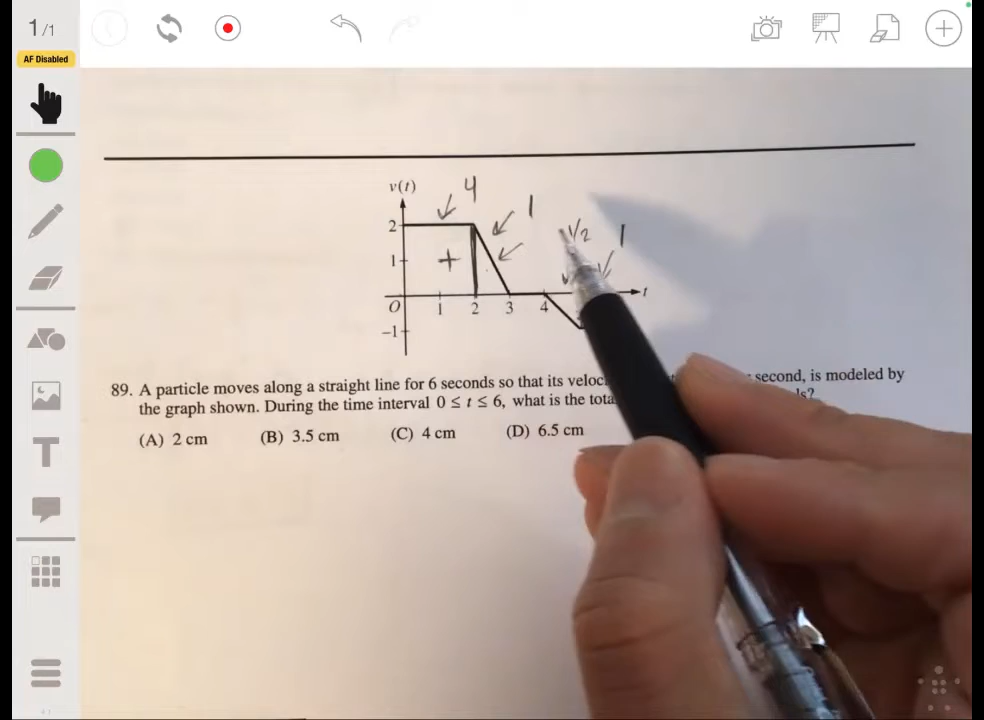 1/1
AF Disabled
T
v(t)
4
1
2
1/2
1
1
+
O
1
2
3
4
t
-1
89. A particle moves along a straight line for 6 seconds so that its second, is modeled by
the graph shown. During the time interval 0 ≤ t ≤ 6, what is the
(A) 2 cm (B) 3.5 cm (C) 4 cm (D) 6.5 cm